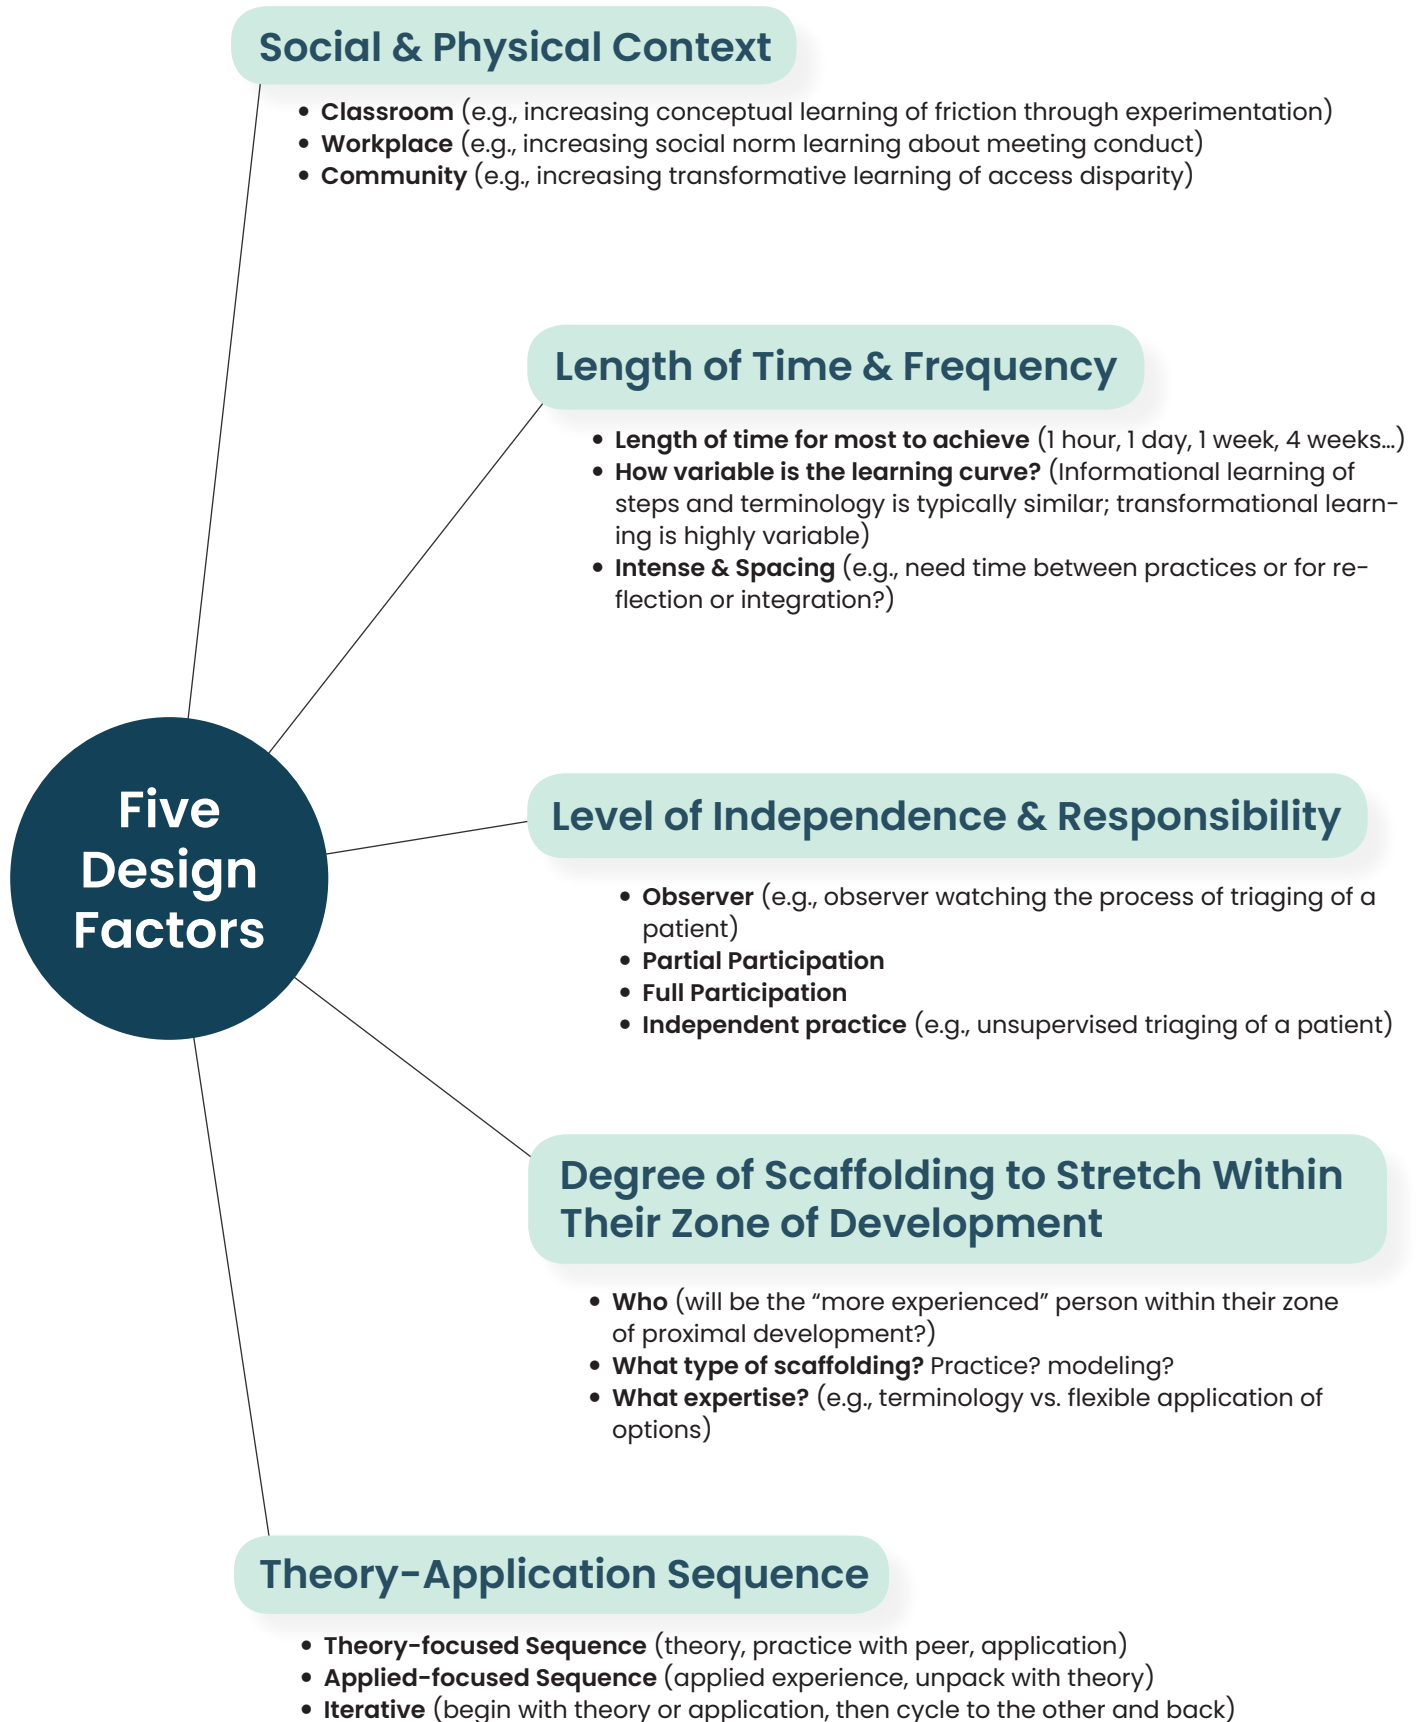 Social & Physical Context
• Classroom (e.g., increasing conceptual learning of friction through experimentation)
• Workplace (e.g., increasing social norm learning about meeting conduct)
• Community (e.g., increasing transformative learning of access disparity)
Length of Time & Frequency
• Length of time for most to achieve (1 hour, 1 day, 1 week, 4 weeks...)
• How variable is the learning curve? (Informational learning of
steps and terminology is typically similar; transformational learn-
ing is highly variable)
• Intense & Spacing (e.g., need time between practices or for re-
flection or integration?)
Five
Design
Factors
Level of Independence & Responsibility
• Observer (e.g., observer watching the process of triaging of a
patient)
• Partial Participation
• Full Participation
• Independent practice (e.g., unsupervised triaging of a patient)
Degree of Scaffolding to Stretch Within
Their Zone of Development
• Who (will be the “more experienced” person within their zone
of proximal development?)
• What type of scaffolding? Practice? modeling?
• What expertise? (e.g., terminology vs. flexible application of
options)
Theory-Application Sequence
• Theory-focused Sequence (theory, practice with peer, application)
• Applied-focused Sequence (applied experience, unpack with theory)
• Iterative (begin with theory or application, then cycle to the other and back)